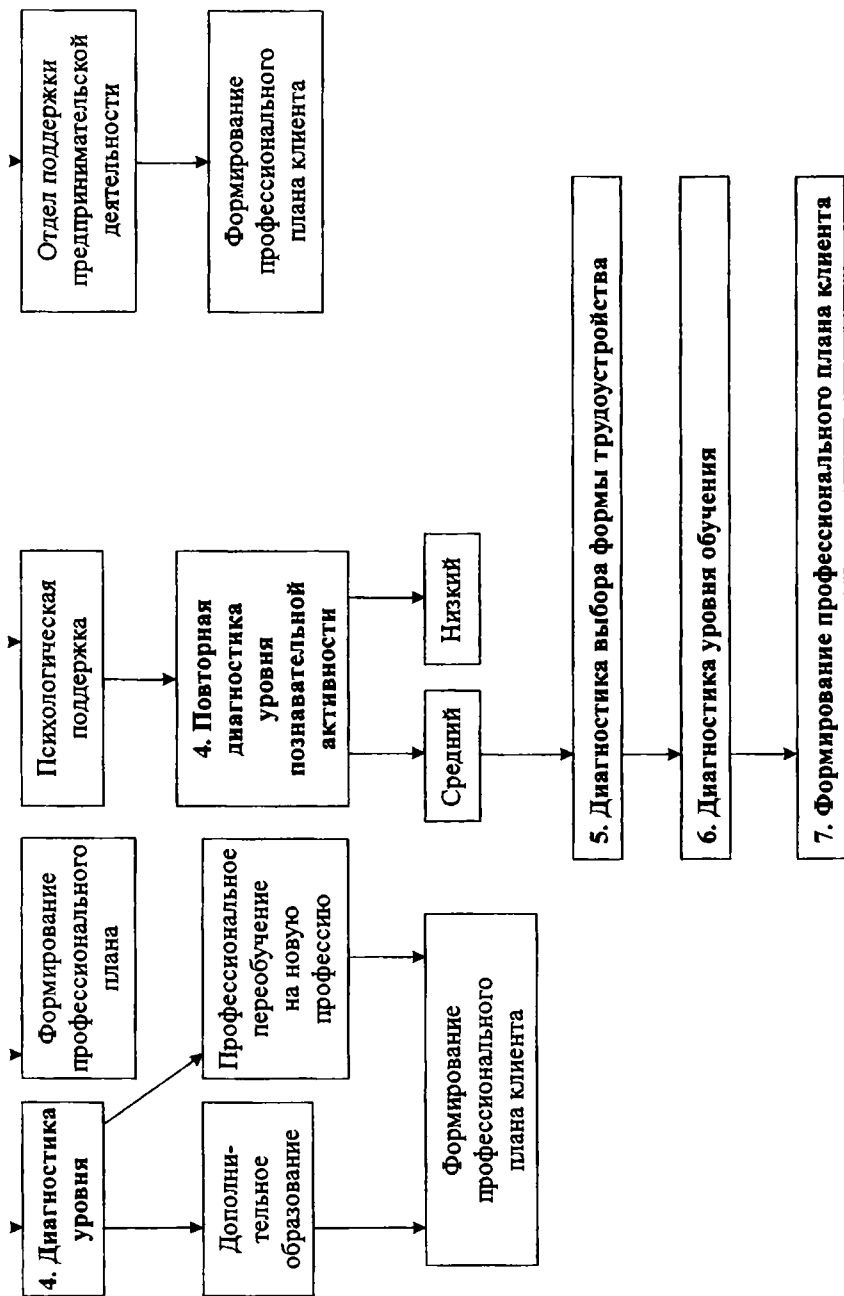 4. Диагностика
уровня
Формирование
профессионального
плана
Психологическая
поддержка
Отдел поддержки
предпринимательской
деятельности
Дополни-
тельное
образование
Профессиональное
переобучение
на новую
профессию
4. Повторная
диагностика
уровня
познавательной
активности
Формирование
профессионального
плана клиента
Формирование
профессионального
плана клиента
Средний
Низкий
5. Диагностика выбора формы трудоустройства
6. Диагностика уровня обучения
7. Формирование профессионального плана клиента